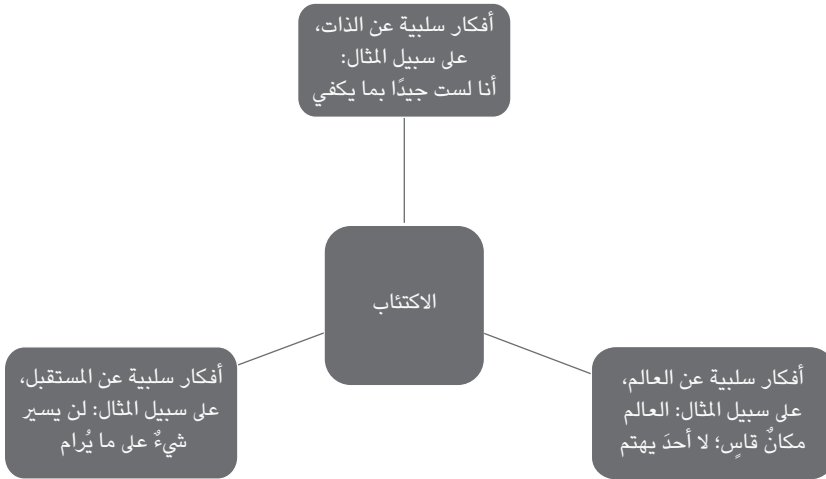 أفكار سلبية عن الذات،
على سبيل المثال:
أنا لست جيدًا بما يكفي
الاكتئاب
أفكار سلبية عن العالم،
على سبيل المثال: العالم
مكانٌ قاسٍ؛ لا أحدَ يهتم
أفكار سلبية عن المستقبل،
على سبيل المثال: لن يسير
شيءٌ على ما يُرام